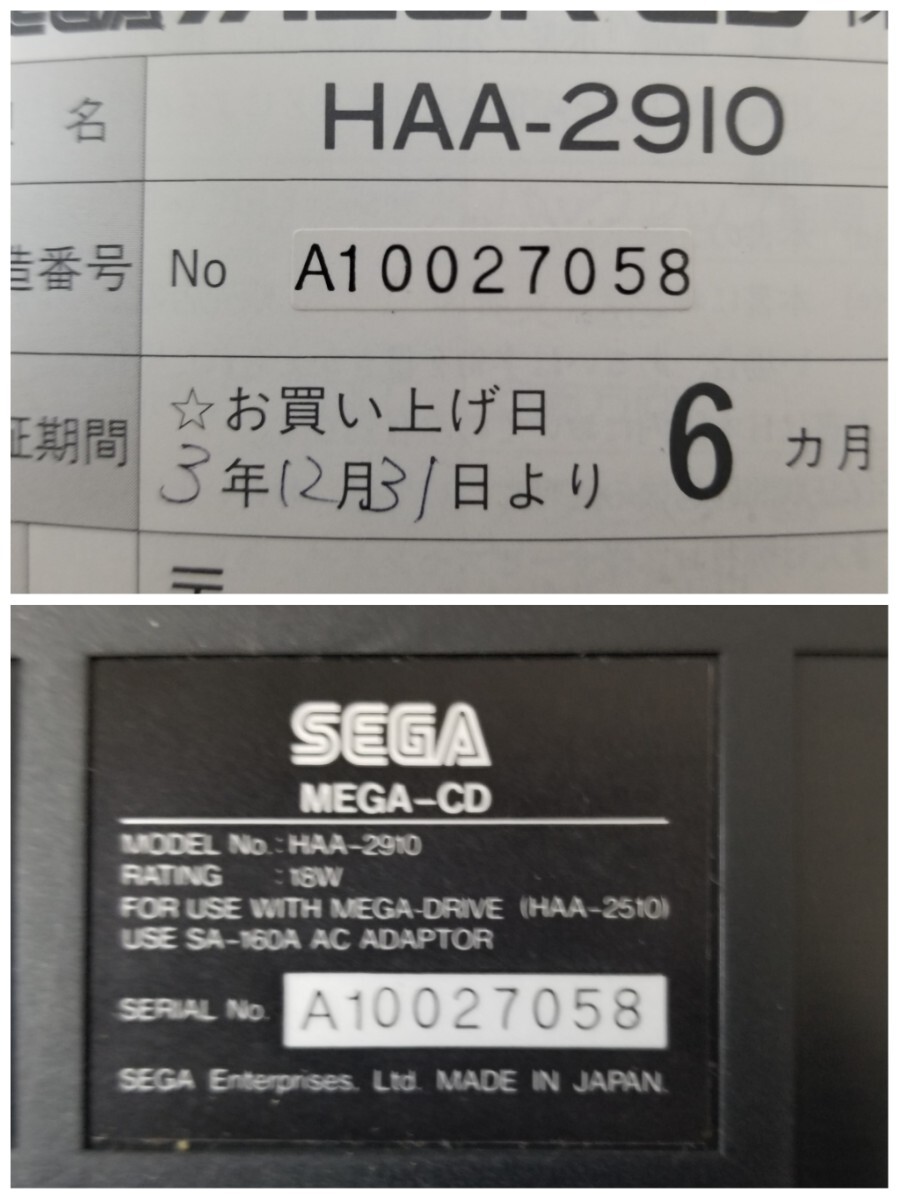 名 HAA-2910
番号 No A10027058
期間 ☆お買い上げ日
3年12月31日より 6 カ月
〒
SEGA
MEGA-CD
MODEL No.: HAA-2910
RATING : 18W
FOR USE WITH MEGA-DRIVE (HAA-2510)
USE SA-160A AC ADAPTOR
SERIAL No. A10027058
SEGA Enterprises. Ltd. MADE IN JAPAN.